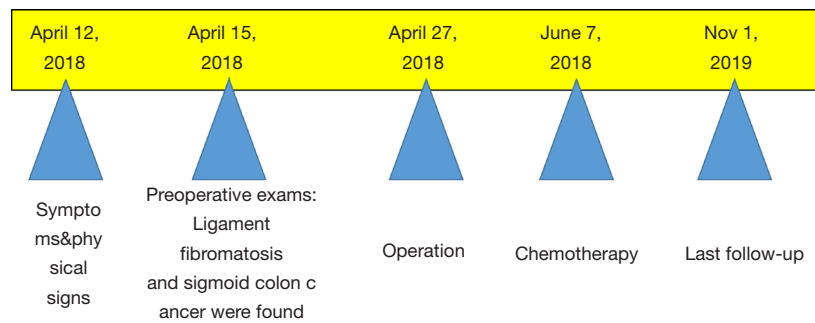 April 12,
2018
April 15,
2018
April 27,
2018
June 7,
2018
Nov 1,
2019
Sympto
ms&phy
sical
signs
Preoperative exams:
Ligament
fibromatosis
and sigmoid colon c
ancer were found
Operation
Chemotherapy
Last follow-up